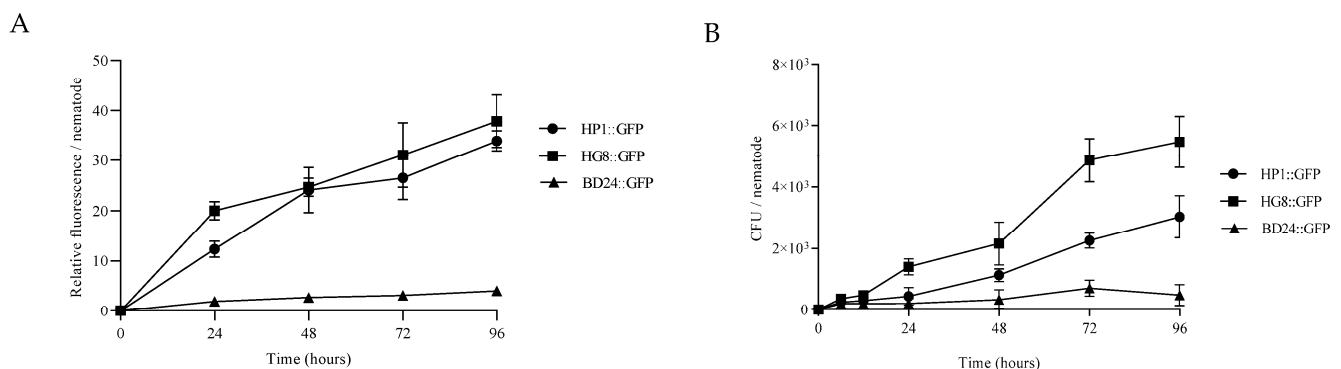 A
Relative fluorescence / nematode
50
40
30
20
10
0
0 24 48 72 96
Time (hours)
HP1::GFP
HG8::GFP
BD24::GFP
B
CFU / nematode
8×10³
6×10³
4×10³
2×10³
0
0 24 48 72 96
Time (hours)
HP1::GFP
HG8::GFP
BD24::GFP